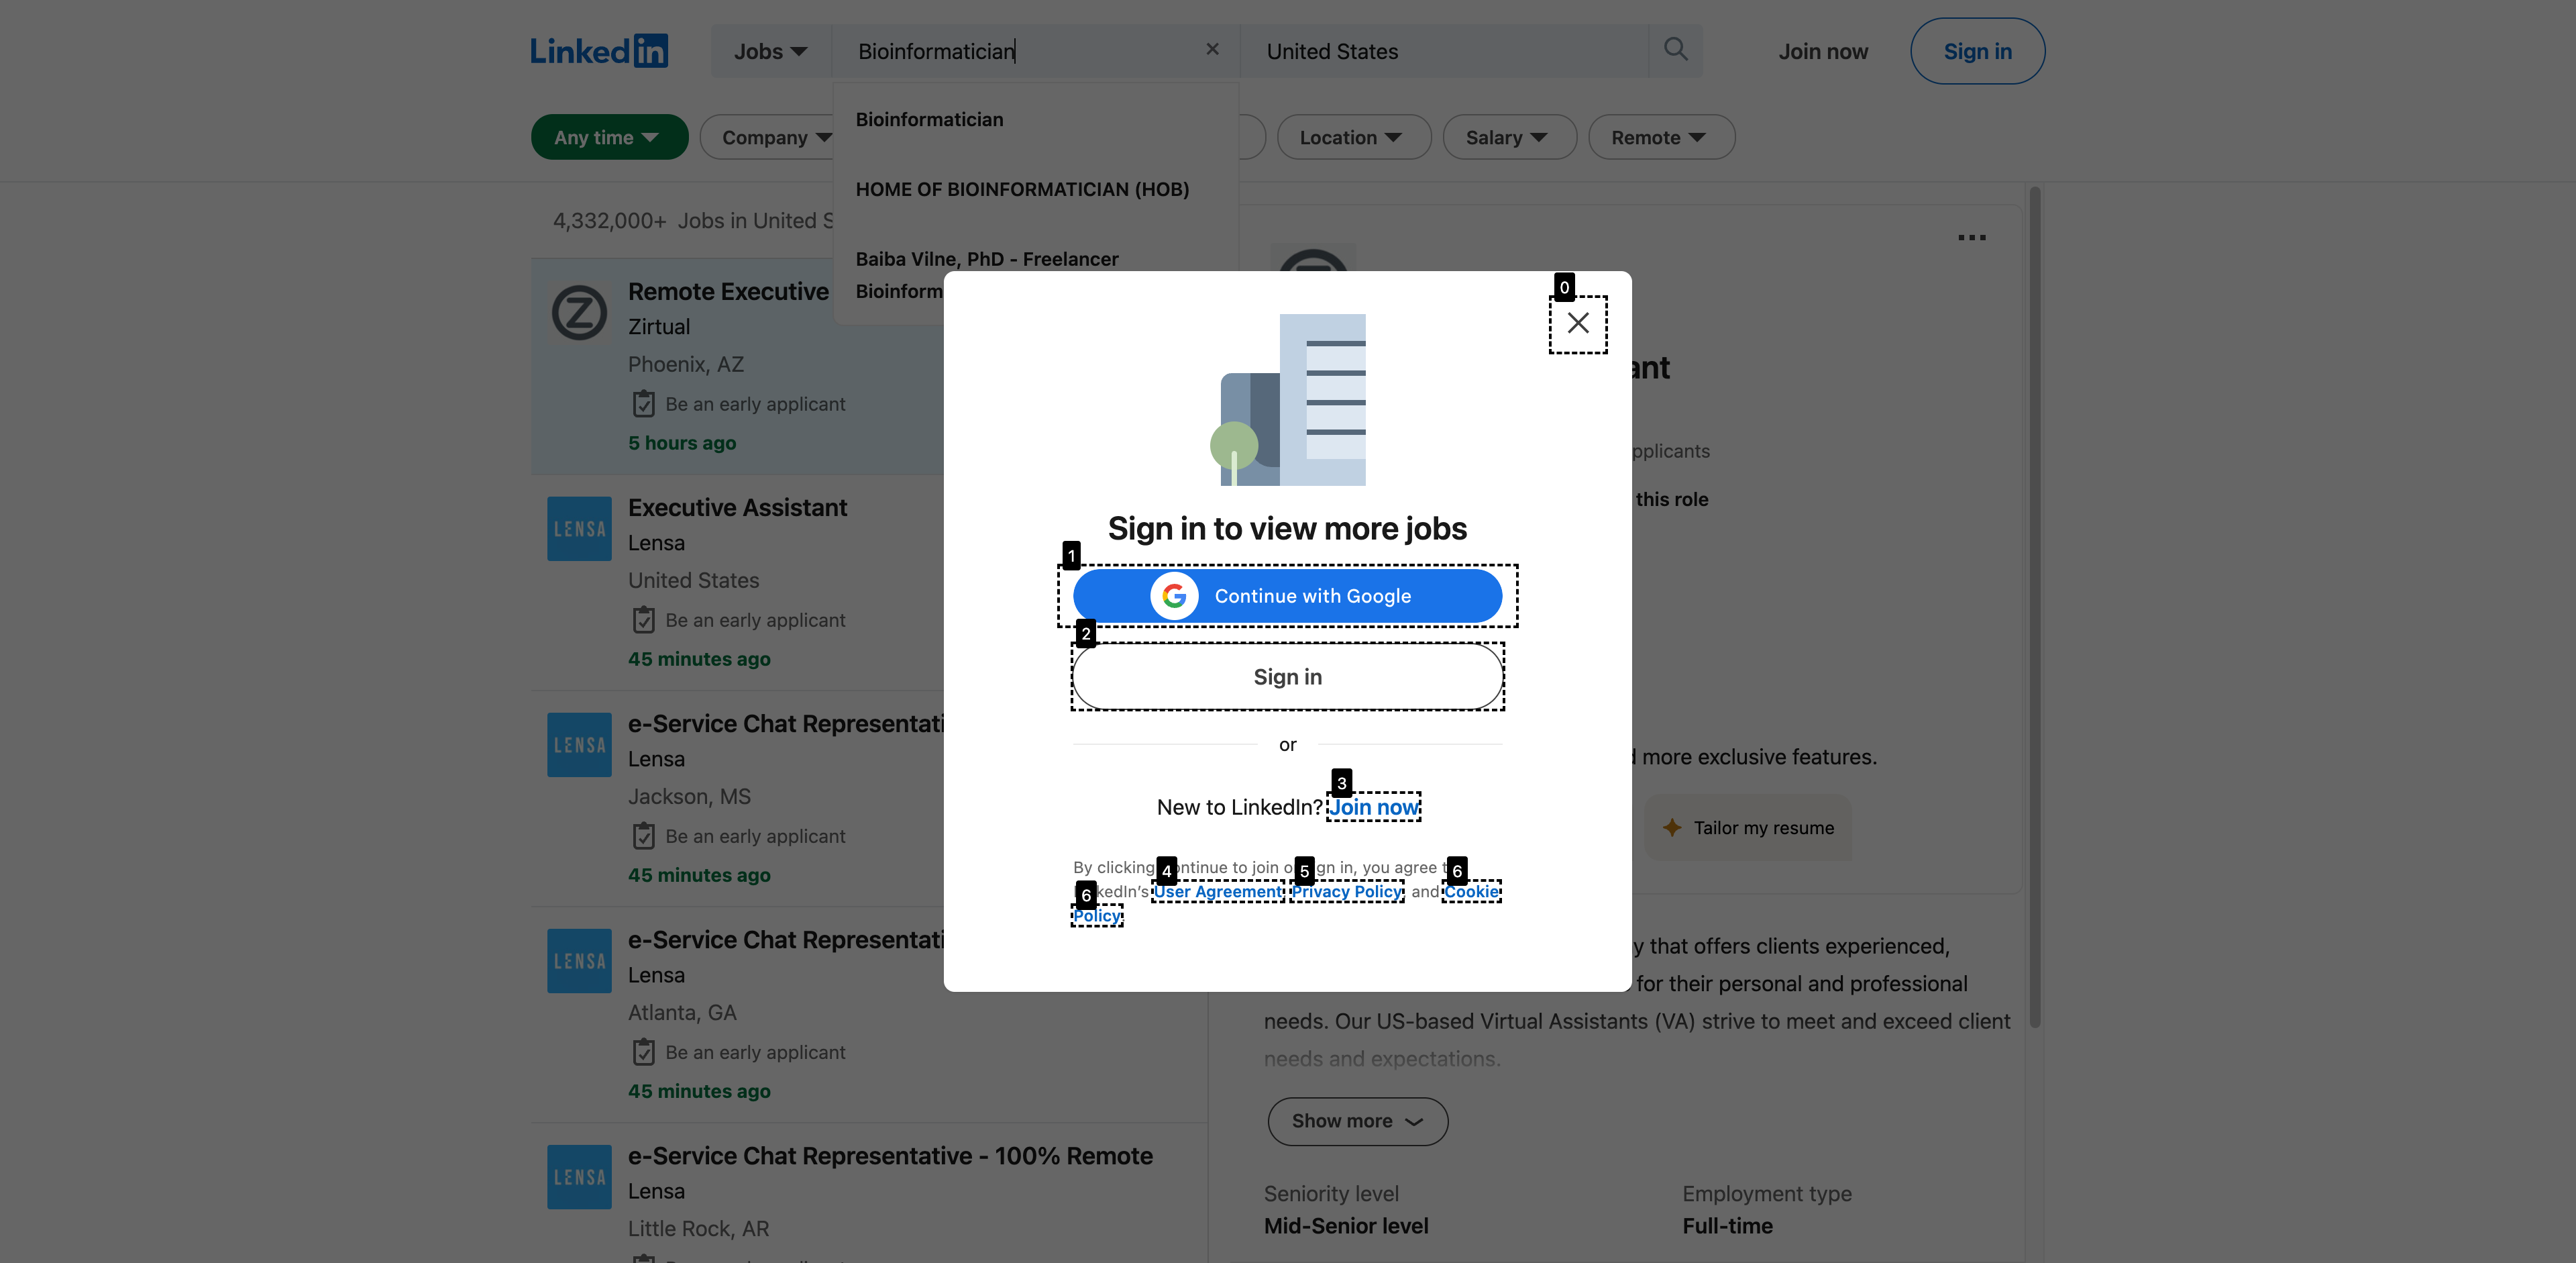 LinkedIn
Jobs
Bioinformatician
United States
Join now
Sign in
Any time
Company
Location
Salary
Remote
Bioinformatician
HOME OF BIOINFORMATICIAN (HOB)
Baiba Vilne, PhD - Freelancer
Bioinform
4,332,000+ Jobs in United S
Remote Executive
Zirtual
Phoenix, AZ
Be an early applicant
5 hours ago
LENSA
Executive Assistant
Lensa
United States
Be an early applicant
45 minutes ago
LENSA
e-Service Chat Representati
Lensa
Jackson, MS
Be an early applicant
45 minutes ago
LENSA
e-Service Chat Representati
Lensa
Atlanta, GA
Be an early applicant
45 minutes ago
LENSA
e-Service Chat Representative - 100% Remote
Lensa
Little Rock, AR
0
Sign in to view more jobs
1
Continue with Google
2
Sign in
or
3
New to LinkedIn? Join now
By clicking ontinue to join o gn in, you agree t
4
5
6
kedIn’s User Agreement Privacy Policy and Cookie
6
Policy
ant
pplicants
this role
d more exclusive features.
Tailor my resume
y that offers clients experienced,
for their personal and professional
needs. Our US-based Virtual Assistants (VA) strive to meet and exceed client
needs and expectations.
Show more
Seniority level
Mid-Senior level
Employment type
Full-time